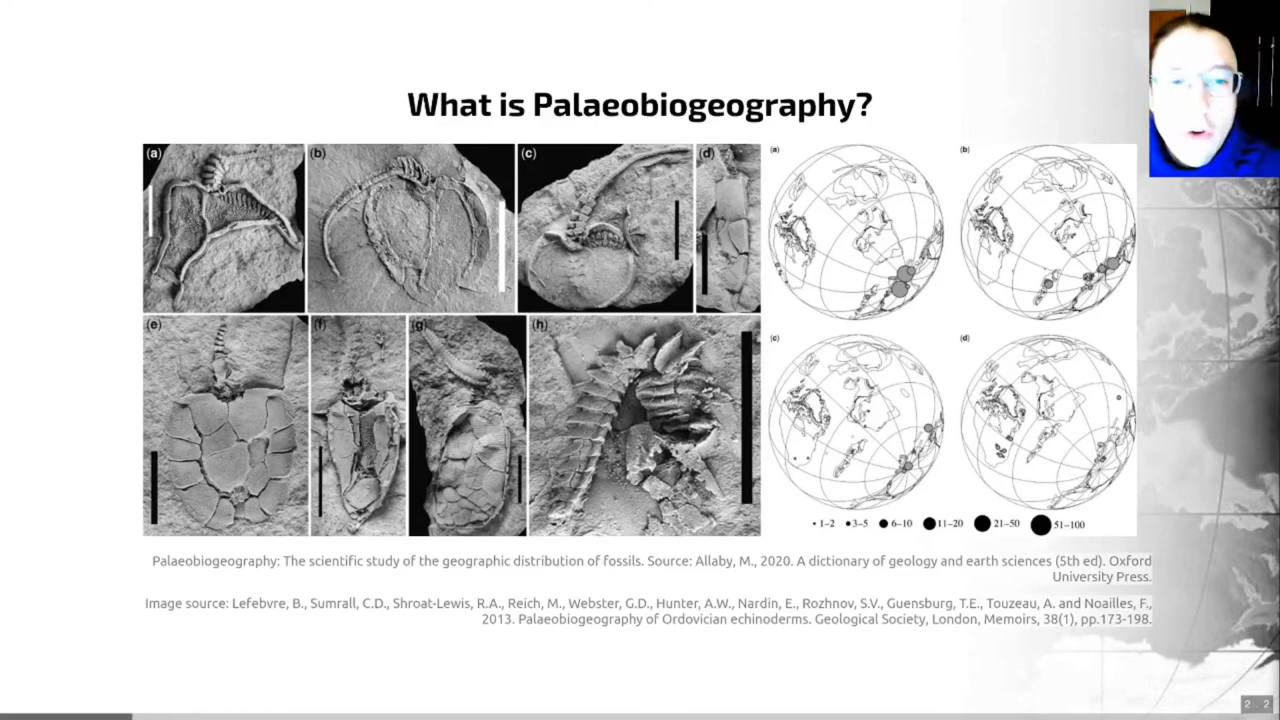 What is Palaeobiogeography?
(a)
(b)
(c)
(d)
(e)
(f)
(g)
(h)
(a)
(b)
(c)
(d)
1–2 3–5 6–10 11–20 21–50 51–100
Palaeobiogeography: The scientific study of the geographic distribution of fossils. Source: Allaby, M., 2020. A dictionary of geology and earth sciences (5th ed). Oxford
University Press.
Image source: Lefebvre, B., Sumrall, C.D., Shroat-Lewis, R.A., Reich, M., Webster, G.D., Hunter, A.W., Nardin, E., Rozhnov, S.V., Guensburg, T.E., Touzeau, A. and Noailles, F.,
2013. Palaeobiogeography of Ordovician echinoderms. Geological Society, London, Memoirs, 38(1), pp.173-198.
2 . 2